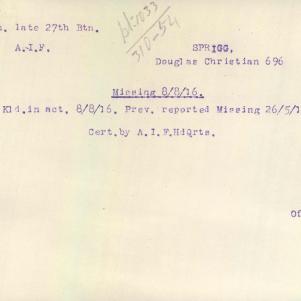 late 27th Btn.
A.I.F.
SPRIGG,
Douglas Christian 696
310-54
Missing 8/8/16.
Kld.in act. 8/8/16. Prev. reported Missing 26/5/1
Cert.by A.I.F.HdQrts.
Of